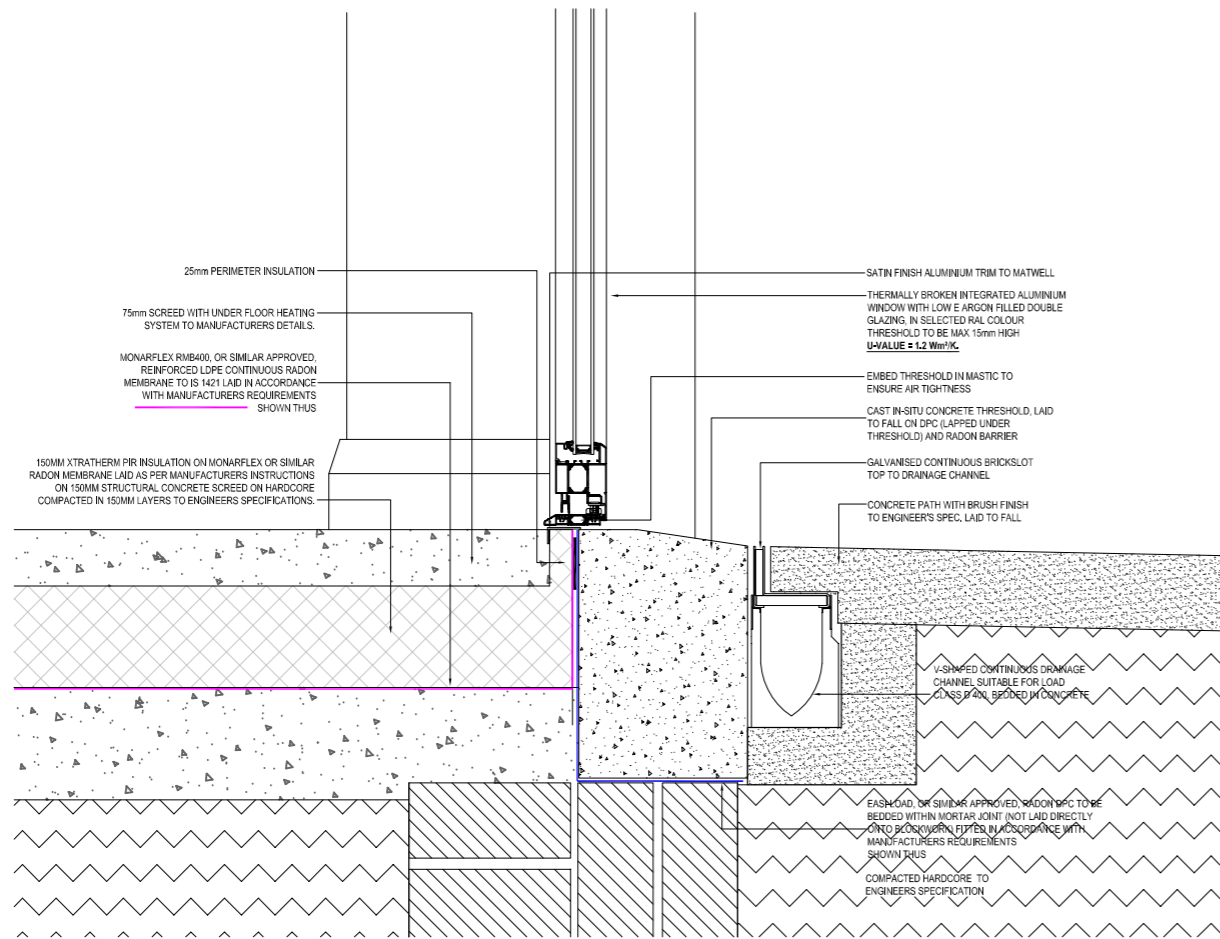 25mm PERIMETER INSULATION
75mm SCREED WITH UNDER FLOOR HEATING
SYSTEM TO MANUFACTURERS DETAILS.
MONARFLEX RMB400, OR SIMILAR APPROVED,
REINFORCED LDPE CONTINUOUS RADON
MEMBRANE TO IS 1421 LAID IN ACCORDANCE
WITH MANUFACTURERS REQUIREMENTS
SHOWN THUS
150MM XTRATHERM PIR INSULATION ON MONARFLEX OR SIMILAR
RADON MEMBRANE LAID AS PER MANUFACTURERS INSTRUCTIONS
ON 150MM STRUCTURAL CONCRETE SCREED ON HARDCORE
COMPACTED IN 150MM LAYERS TO ENGINEERS SPECIFICATIONS.
SATIN FINISH ALUMINIUM TRIM TO MATWELL
THERMALLY BROKEN INTEGRATED ALUMINIUM
WINDOW WITH LOW E ARGON FILLED DOUBLE
GLAZING, IN SELECTED RAL COLOUR
THRESHOLD TO BE MAX 15mm HIGH
U-VALUE = 1.2 Wm²/K.
EMBED THRESHOLD IN MASTIC TO
ENSURE AIR TIGHTNESS
CAST IN-SITU CONCRETE THRESHOLD, LAID
TO FALL ON DPC (LAPPED UNDER
THRESHOLD) AND RADON BARRIER
GALVANISED CONTINUOUS BRICKSLOT
TOP TO DRAINAGE CHANNEL
CONCRETE PATH WITH BRUSH FINISH
TO ENGINEER'S SPEC. LAID TO FALL
V-SHAPED CONTINUOUS DRAINAGE
CHANNEL SUITABLE FOR LOAD
CLASS D 400, BEDDED IN CONCRETE
EASI-LOAD, OR SIMILAR APPROVED, RADON DPC TO BE
BEDDED WITHIN MORTAR JOINT (NOT LAID DIRECTLY
ONTO BLOCKWORK) FITTED IN ACCORDANCE WITH
MANUFACTURERS REQUIREMENTS
SHOWN THUS
COMPACTED HARDCORE TO
ENGINEERS SPECIFICATION